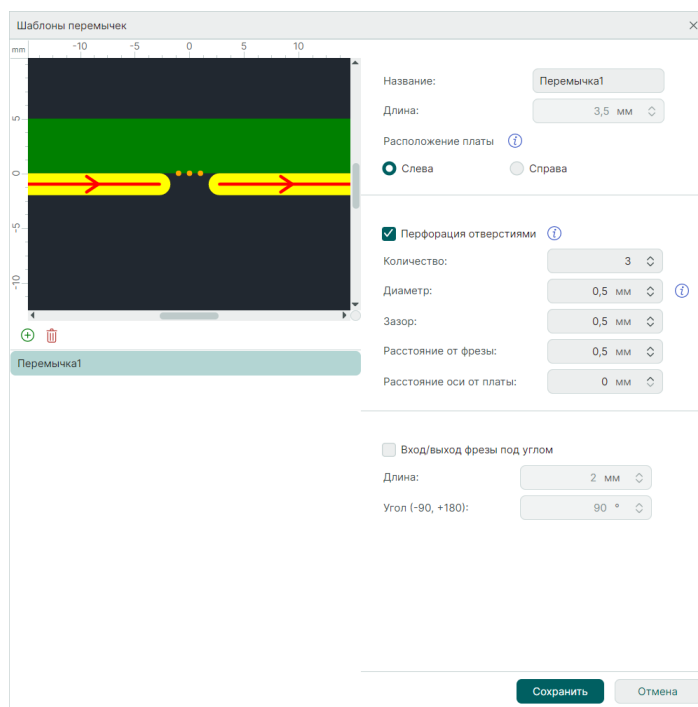 Шаблоны перемычек
mm -10 -5 0 5 10
5
0
-5
-10
Перемычка1
Название: Перемычка1
Длина: 3,5 мм
Расположение платы
Слева Справа
Перфорация отверстиями
Количество: 3
Диаметр: 0,5 мм
Зазор: 0,5 мм
Расстояние от фрезы: 0,5 мм
Расстояние оси от платы: 0 мм
Вход/выход фрезы под углом
Длина: 2 мм
Угол (-90, +180): 90 °
Сохранить Отмена